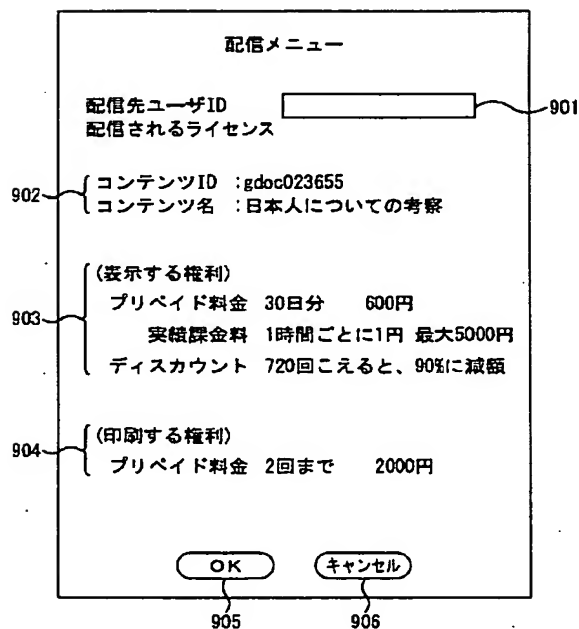 配信メニュー
配信先ユーザID
901
配信されるライセンス
902
コンテンツID :gdoc023655
コンテンツ名 :日本人についての考察
(表示する権利)
プリペイド料金 30日分 600円
903
実績課金料 1時間ごとに1円 最大5000円
ディスカウント 720回こえると、90%に減額
904
(印刷する権利)
プリペイド料金 2回まで 2000円
OK キャンセル
905 906